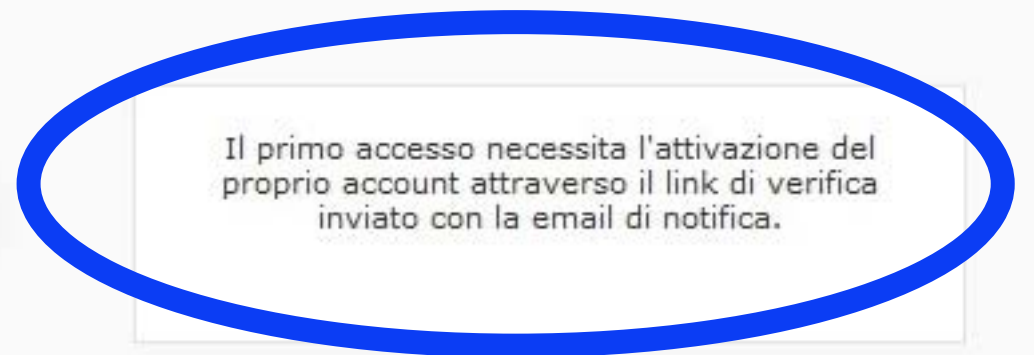 Il primo accesso necessita l'attivazione del
proprio account attraverso il link di verifica
inviato con la email di notifica.